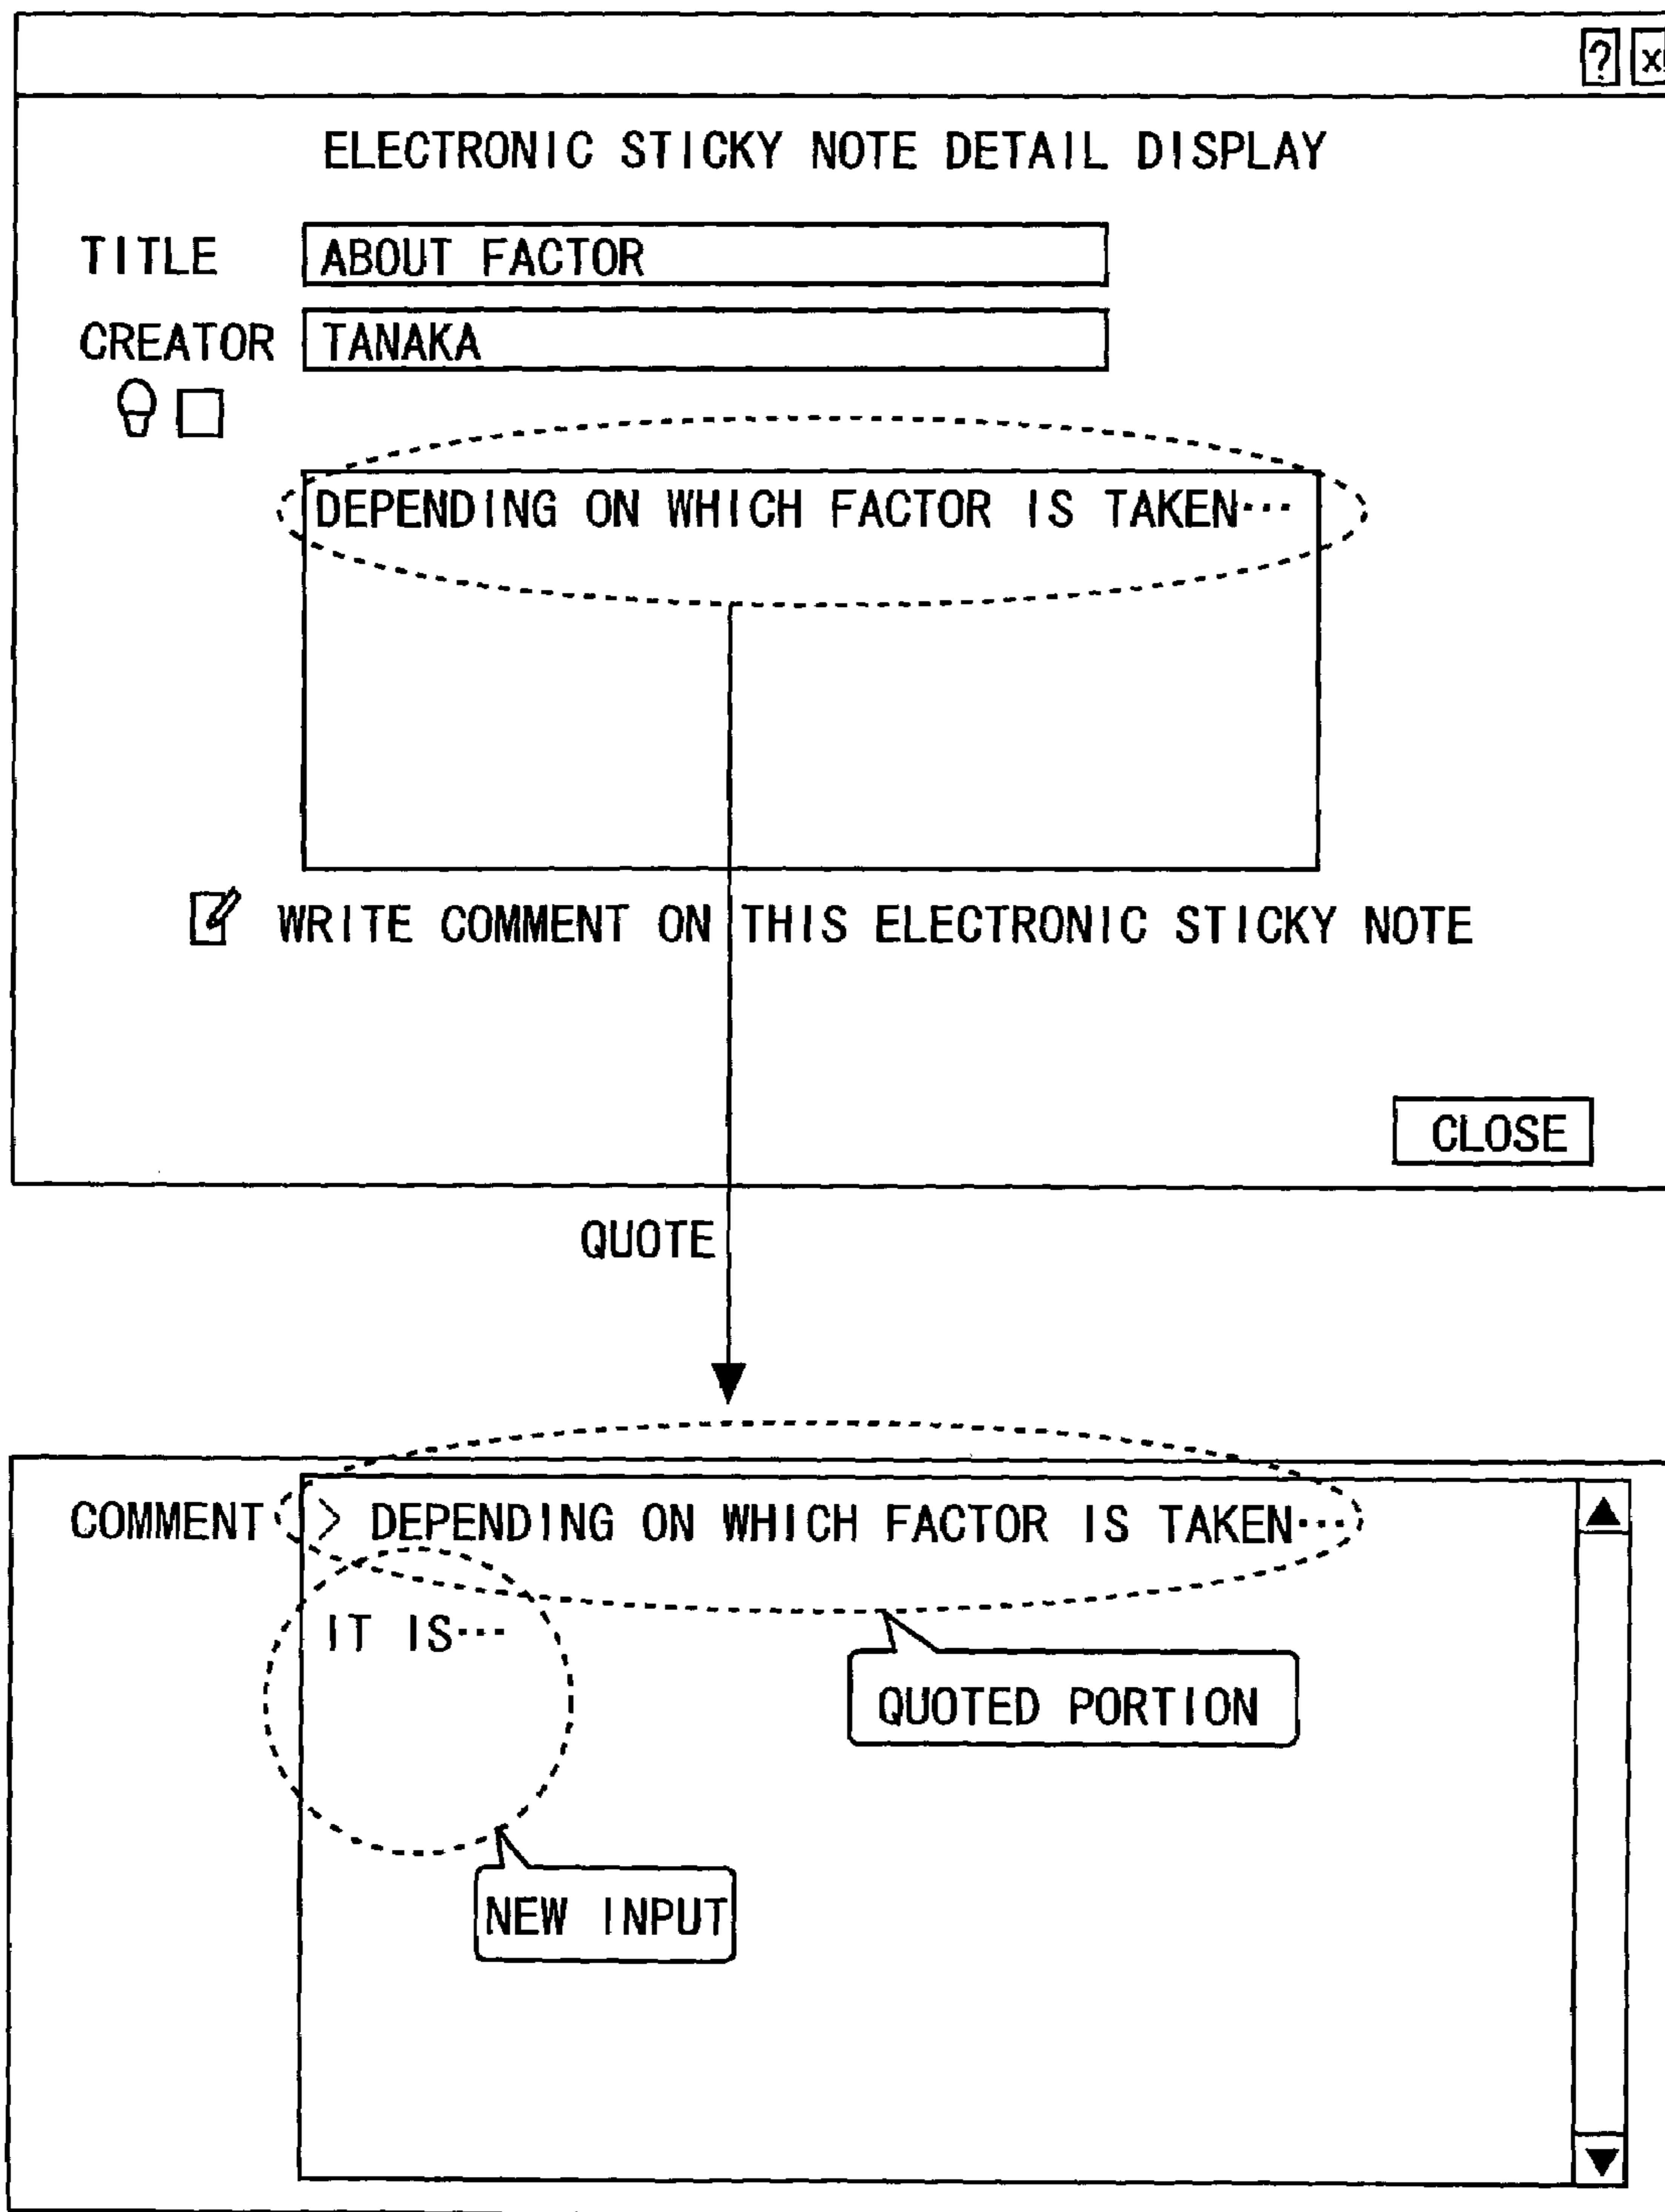 ? x
ELECTRONIC STICKY NOTE DETAIL DISPLAY
TITLE ABOUT FACTOR
CREATOR TANAKA
DEPENDING ON WHICH FACTOR IS TAKEN···
WRITE COMMENT ON THIS ELECTRONIC STICKY NOTE
CLOSE
QUOTE
COMMENT > DEPENDING ON WHICH FACTOR IS TAKEN···
IT IS···
QUOTED PORTION
NEW INPUT